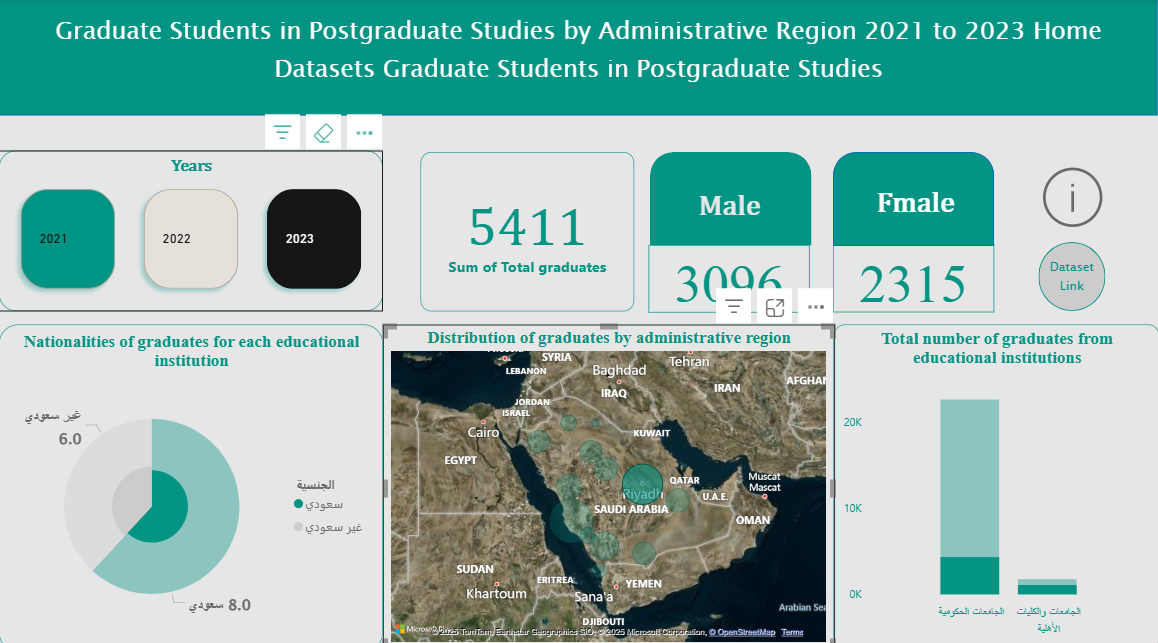 Graduate Students in Postgraduate Studies by Administrative Region 2021 to 2023 Home
Datasets Graduate Students in Postgraduate Studies
Years
2021
2022
2023
5411
Sum of Total graduates
Male
3096
Fmale
2315
i
Dataset
Link
Nationalities of graduates for each educational
institution
غير سعودي
6.0
الجنسية
سعودي
غير سعودي
سعودي 8.0
Distribution of graduates by administrative region
SYRIA
LEBANON
Baghdad
Tehran
IRAQ
IRAN
AFGHAN
JORDAN
ISRAEL
Cairo
KUWAIT
EGYPT
Riyadh
QATAR
Muscat
Mascat
U.A.E.
SAUDI ARABIA
OMAN
SUDAN
ERITREA
YEMEN
Khartoum
Sana'a
Arabian Sea
DJIBOUTI
© 2025 TomTom, Earthstar Geographics SIO, © 2025 Microsoft Corporation, © OpenStreetMap Terms
Total number of graduates from
educational institutions
20K
10K
0K
الجامعات الحكومية
الجامعات والكليات
الأهلية